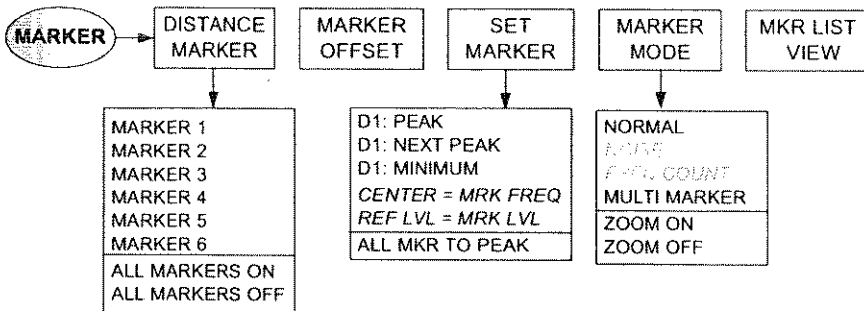 MARKER
DISTANCE
MARKER
MARKER
OFFSET
SET
MARKER
MARKER
MODE
MKR LIST
VIEW
MARKER 1
MARKER 2
MARKER 3
MARKER 4
MARKER 5
MARKER 6
ALL MARKERS ON
ALL MARKERS OFF
D1: PEAK
D1: NEXT PEAK
D1: MINIMUM
CENTER = MRK FREQ
REF LVL = MRK LVL
ALL MKR TO PEAK
NORMAL
COUNT
MULTI MARKER
ZOOM ON
ZOOM OFF